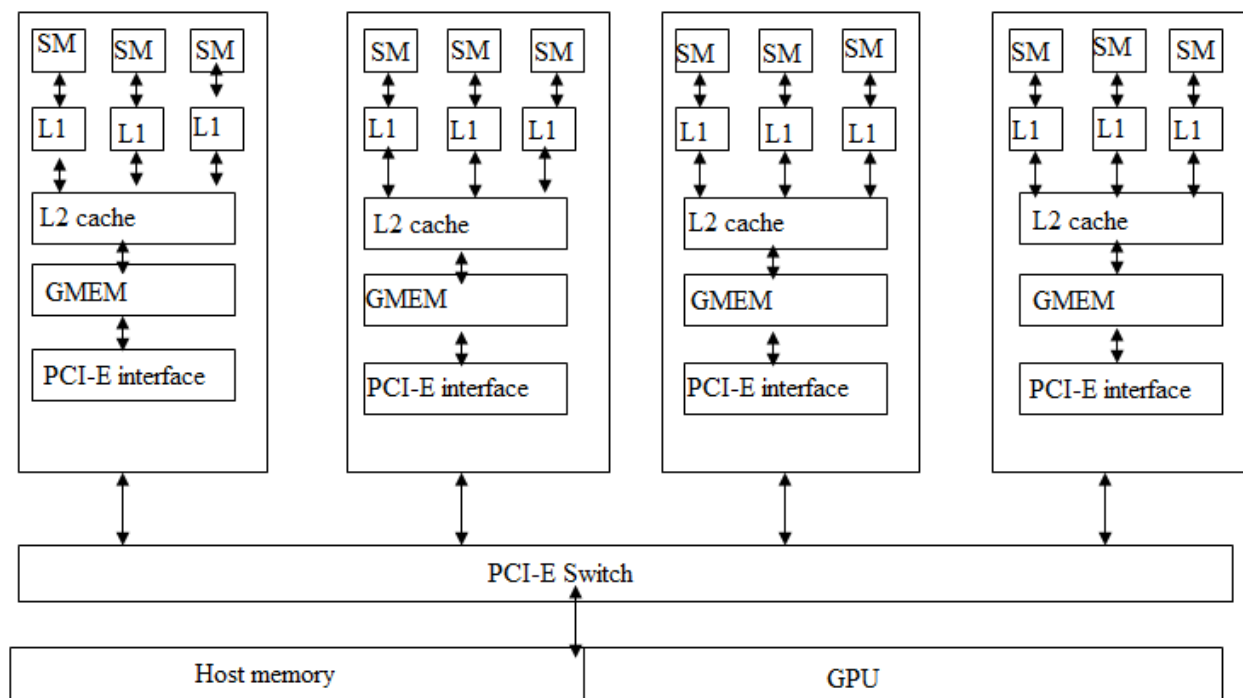 SM SM SM SM SM SM SM SM SM SM SM SM
L1 L1 L1 L1 L1 L1 L1 L1 L1 L1 L1 L1
L2 cache L2 cache L2 cache L2 cache
GMEM GMEM GMEM GMEM
PCI-E interface PCI-E interface PCI-E interface PCI-E interface
PCI-E Switch
Host memory GPU